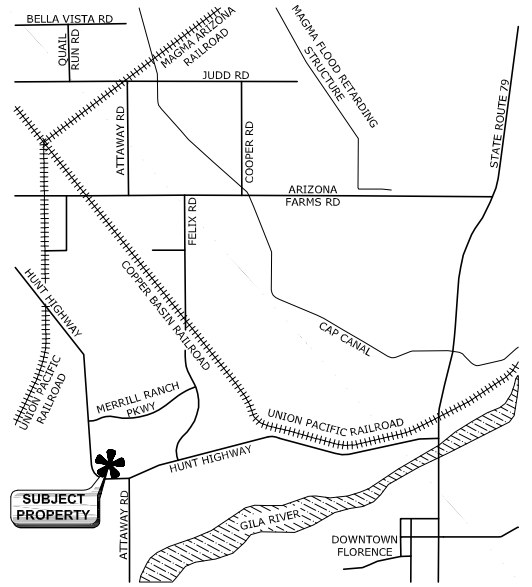 BELLA VISTA RD
QUAIL
RUN RD
MAGMA ARIZONA
RAILROAD
MAGMA FLOOD RETARDING
STRUCTURE
STATE ROUTE 79
JUDD RD
ATTAWAY RD
COOPER RD
ARIZONA
FARMS RD
FELIX RD
HUNT HIGHWAY
COPPER BASIN RAILROAD
CAP CANAL
UNION PACIFIC
RAILROAD
MERRILL RANCH
PKWY
UNION PACIFIC RAILROAD
HUNT HIGHWAY
SUBJECT
PROPERTY
ATTAWAY RD
GILA RIVER
DOWNTOWN
FLORENCE